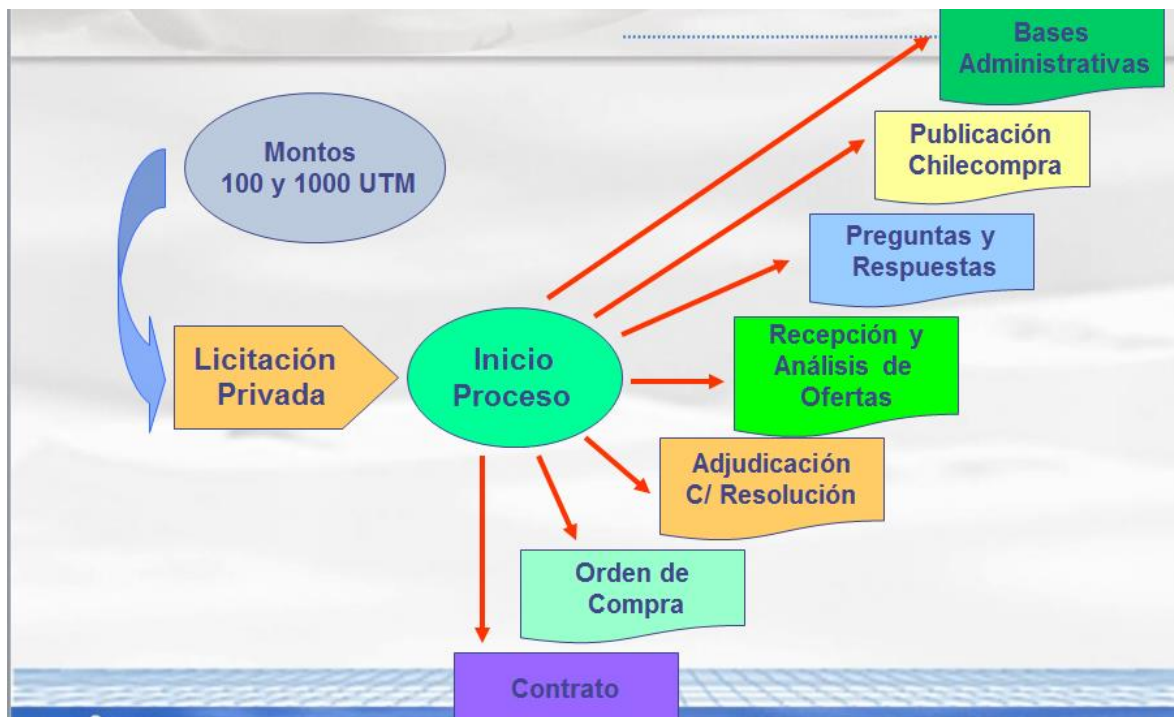 Bases
Administrativas
Publicación
Chilecompra
Montos
100 y 1000 UTM
Preguntas y
Respuestas
Licitación
Privada
Inicio
Proceso
Recepción y
Análisis de
Ofertas
Adjudicación
C/ Resolución
Orden de
Compra
Contrato